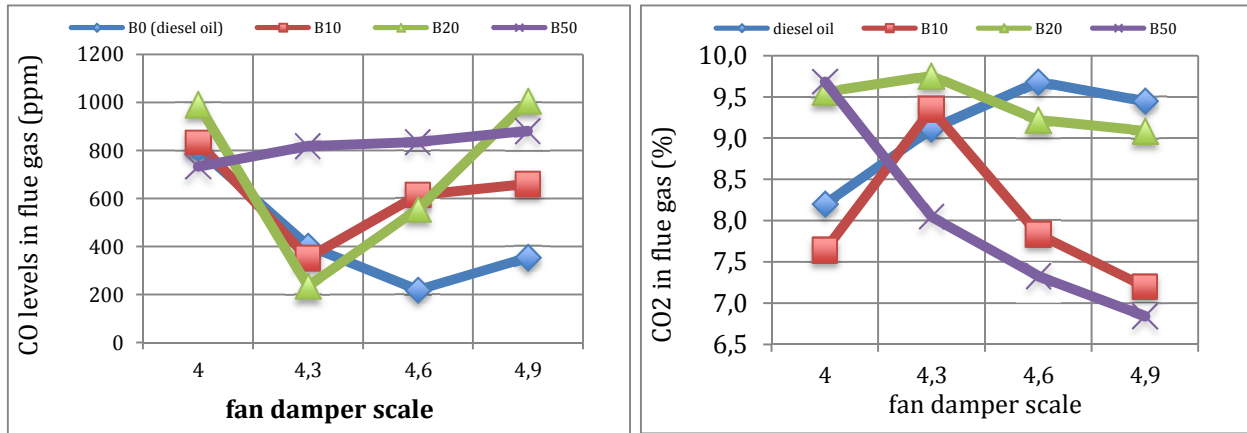 B0 (diesel oil) B10 B20 B50
CO levels in flue gas (ppm)
1200
1000
800
600
400
200
0
4 4,3 4,6 4,9
fan damper scale
diesel oil B10 B20 B50
CO2 in flue gas (%)
10,0
9,5
9,0
8,5
8,0
7,5
7,0
6,5
4 4,3 4,6 4,9
fan damper scale